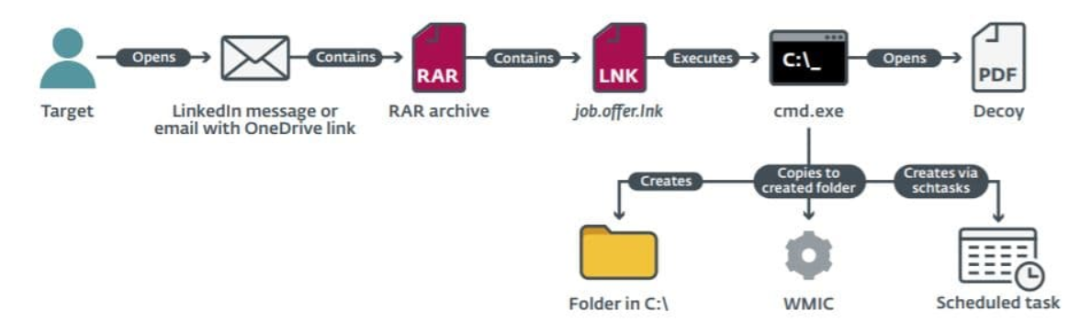 Opens
Contains
Contains
Executes
Opens
RAR
LNK
C:\_
PDF
Target
LinkedIn message or
email with OneDrive link
RAR archive
job.offer.lnk
cmd.exe
Decoy
Creates
Copies to
created folder
Creates via
schtasks
Folder in C:\
WMIC
Scheduled task